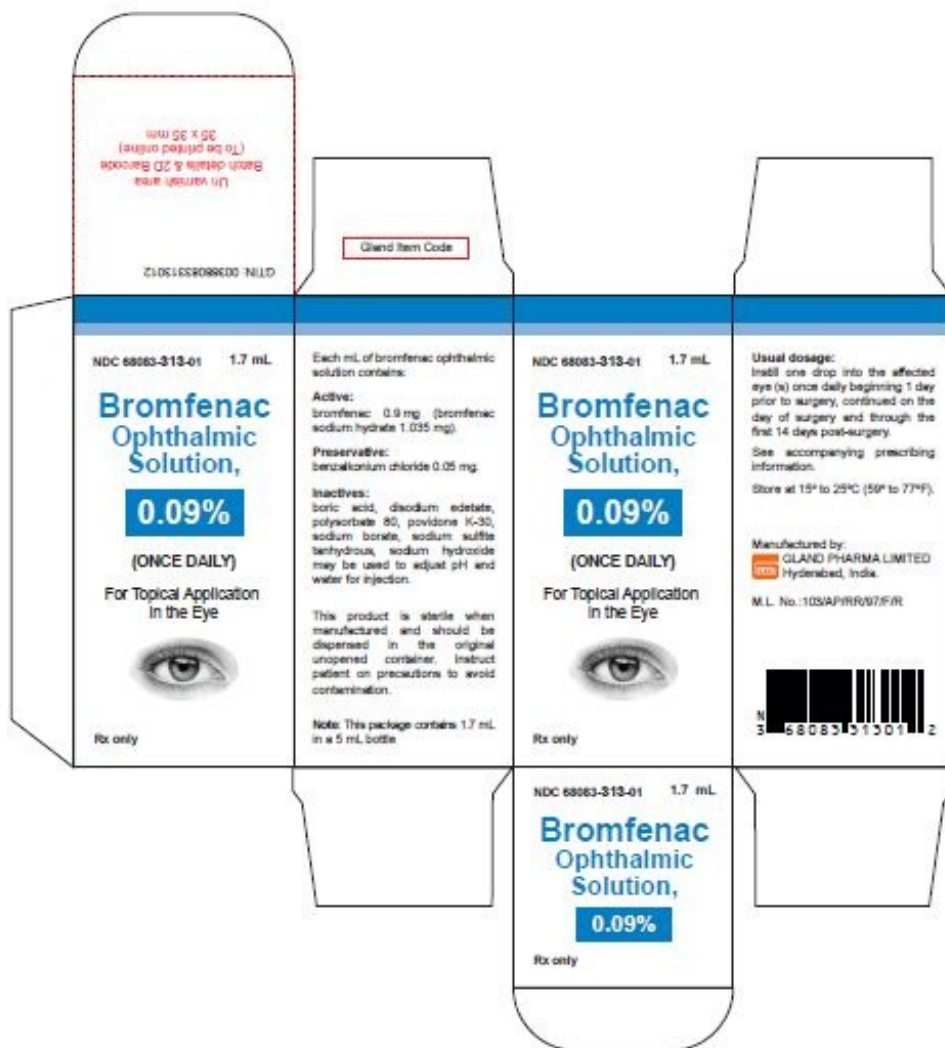 Un varnish area
Batch details & 2D Barcode
(To be printed online)
35 x 35 mm
GTIN: 00368083313012
Gland Item Code
NDC 68083-313-01 1.7 mL
Bromfenac
Ophthalmic
Solution,
0.09%
(ONCE DAILY)
For Topical Application
in the Eye
Rx only
Each mL of bromfenac ophthalmic
solution contains:
Active:
bromfenac 0.9 mg (bromfenac
sodium hydrate 1.035 mg).
Preservative:
benzalkonium chloride 0.05 mg.
Inactives:
boric acid, disodium edetate,
polysorbate 80, povidone K-30,
sodium borate, sodium sulfite
tanhydrous, sodium hydroxide
may be used to adjust pH and
water for injection.
This product is sterile when
manufactured and should be
dispensed in the original
unopened container. Instruct
patient on precautions to avoid
contamination.
Note: This package contains 1.7 mL
in a 5 mL bottle
NDC 68083-313-01 1.7 mL
Bromfenac
Ophthalmic
Solution,
0.09%
(ONCE DAILY)
For Topical Application
in the Eye
Rx only
Usual dosage:
Instill one drop into the affected
eye (s) once daily beginning 1 day
prior to surgery, continued on the
day of surgery and through the
first 14 days post-surgery.
See accompanying prescribing
information.
Store at 15º to 25ºC (59º to 77ºF).
Manufactured by:
GLAND PHARMA LIMITED
Hyderabad, India.
M.L. No.:103/AP/RR/97/F/R
N
3 68083 31301 2
NDC 68083-313-01 1.7 mL
Bromfenac
Ophthalmic
Solution,
0.09%
Rx only